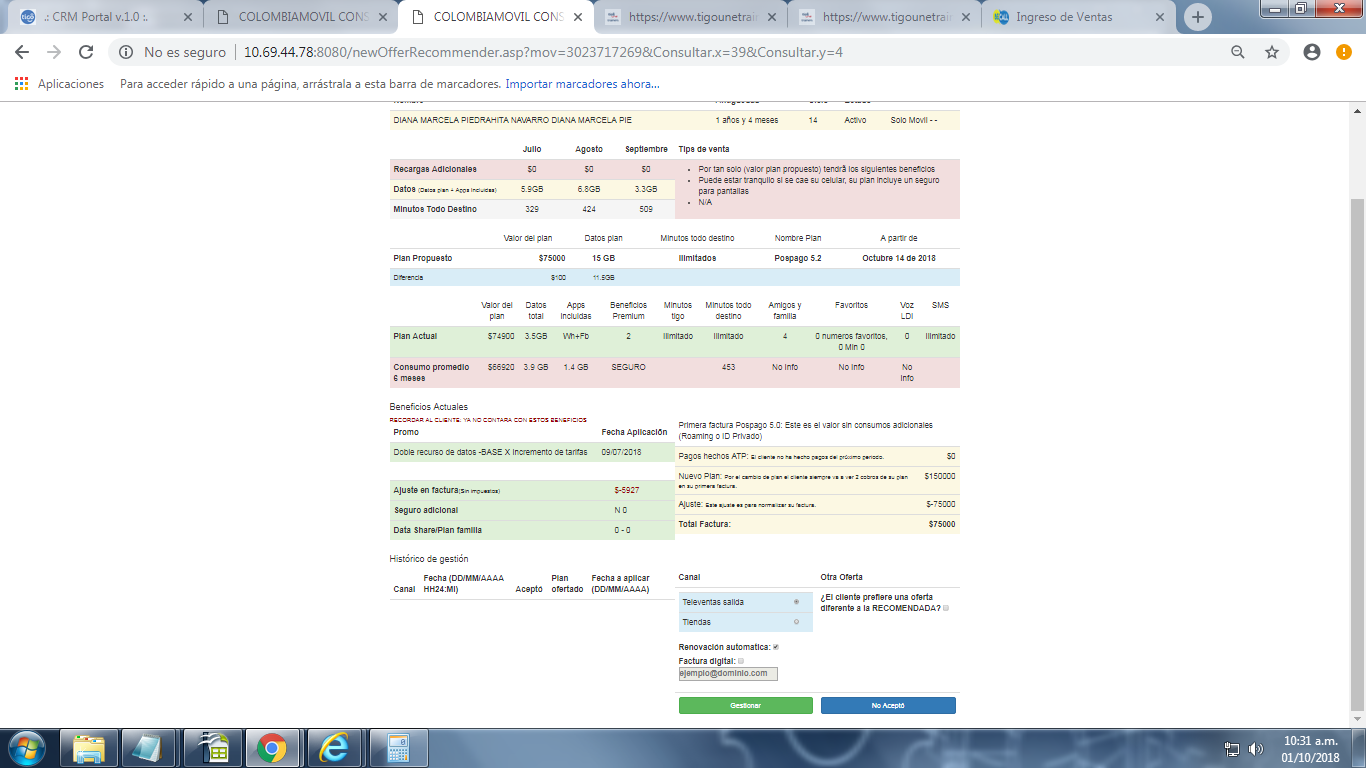 .: CRM Portal v.1.0 :.
COLOMBIAMOVIL CONS
COLOMBIAMOVIL CONS
https://www.tigounetrain
https://www.tigounetrain
Ingreso de Ventas
No es seguro
10.69.44.78:8080/newOfferRecommender.asp?mov=3023717269&Consultar.x=39&Consultar.y=4
Aplicaciones
Para acceder rápido a una página, arrástrala a esta barra de marcadores. Importar marcadores ahora...
DIANA MARCELA PIEDRAHITA NAVARRO DIANA MARCELA PIE 1 años y 4 meses 14 Activo Solo Movil - -
Julio Agosto Septiembre
Recargas Adicionales $0 $0 $0
Datos (Datos plan + Apps incluidas) 5.9GB 6.8GB 3.3GB
Minutos Todo Destino 329 424 509
Tips de venta
Por tan solo (valor plan propuesto) tendrá los siguientes beneficios
Puede estar tranquilo si se cae su celular, su plan incluye un seguro
para pantallas
N/A
Valor del plan Datos plan Minutos todo destino Nombre Plan A partir de
Plan Propuesto $75000 15 GB Ilimitados Pospago 5.2 Octubre 14 de 2018
Diferencia $100 11.5GB
Valor del Datos Apps Beneficios Minutos Minutos todo Amigos y Favoritos Voz SMS
plan total incluidas Premium tigo destino familia LDI
Plan Actual $74900 3.5GB Wh+Fb 2 Ilimitado Ilimitado 4 0 numeros favoritos, 0 Ilimitado
0 Min 0
Consumo promedio $66920 3.9 GB 1.4 GB SEGURO 453 No Info No Info No
6 meses Info
Beneficios Actuales
RECORDAR AL CLIENTE: YA NO CONTARA CON ESTOS BENEFICIOS
Promo Fecha Aplicación
Doble recurso de datos -BASE X Incremento de tarifas 09/07/2018
Ajuste en factura(Sin impuestos) $-5927
Seguro adicional N 0
Data Share/Plan familia 0 - 0
Primera factura Pospago 5.0: Este es el valor sin consumos adicionales
(Roaming o ID Privado)
Pagos hechos ATP: El cliente no ha hecho pagos del próximo periodo. $0
Nuevo Plan: Por el cambio de plan el cliente siempre va a ver 2 cobros de su plan $150000
en su primera factura.
Ajuste: Este ajuste es para normalizar su factura. $-75000
Total Factura: $75000
Histórico de gestión
Canal Fecha (DD/MM/AAAA HH24:MI) Aceptó Plan ofertado Fecha a aplicar (DD/MM/AAAA)
Canal
Televentas salida
Tiendas
Otra Oferta
¿El cliente prefiere una oferta
diferente a la RECOMENDADA?
Renovación automatica:
Factura digital:
ejemplo@dominio.com
Gestionar
No Aceptó
10:31 a.m.
01/10/2018